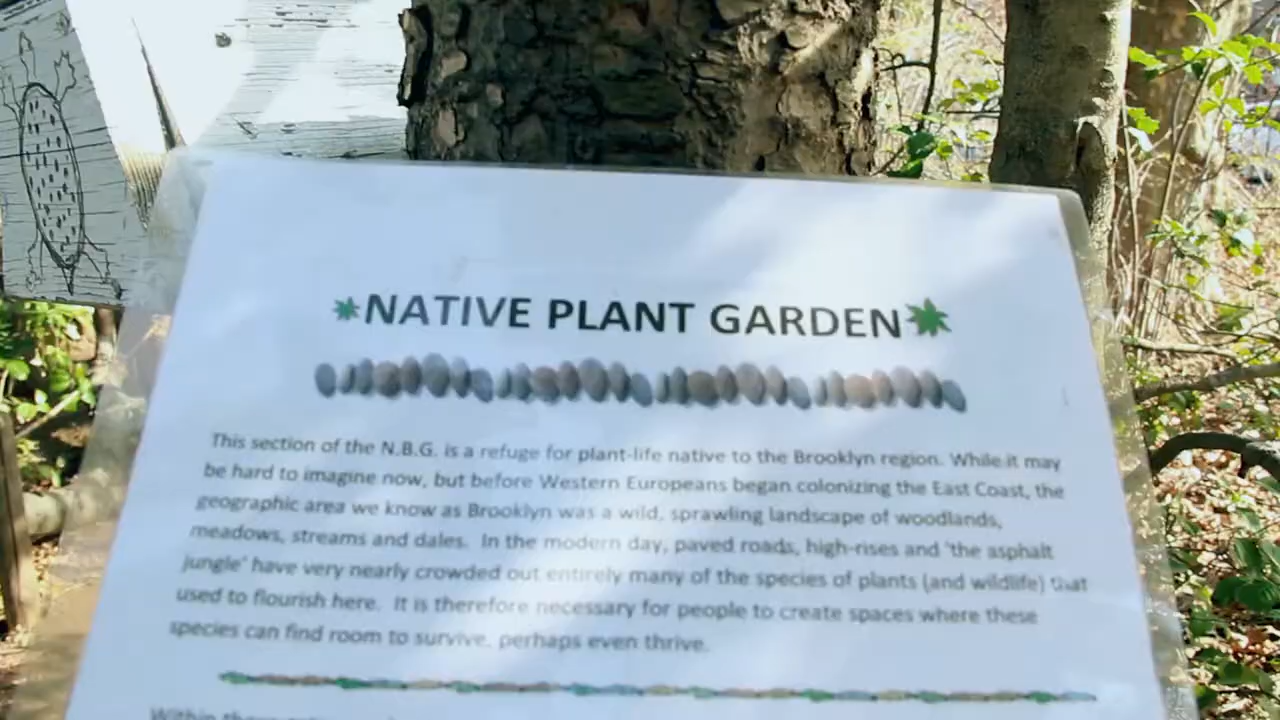 NATIVE PLANT GARDEN
This section of the N.B.G. is a refuge for plant-life native to the Brooklyn region. While it may
be hard to imagine now, but before Western Europeans began colonizing the East Coast, the
geographic area we know as Brooklyn was a wild, sprawling landscape of woodlands,
meadows, streams and dales. In the modern day, paved roads, high-rises and 'the asphalt
jungle' have very nearly crowded out entirely many of the species of plants (and wildlife) that
used to flourish here. It is therefore necessary for people to create spaces where these
species can find room to survive, perhaps even thrive.
Within